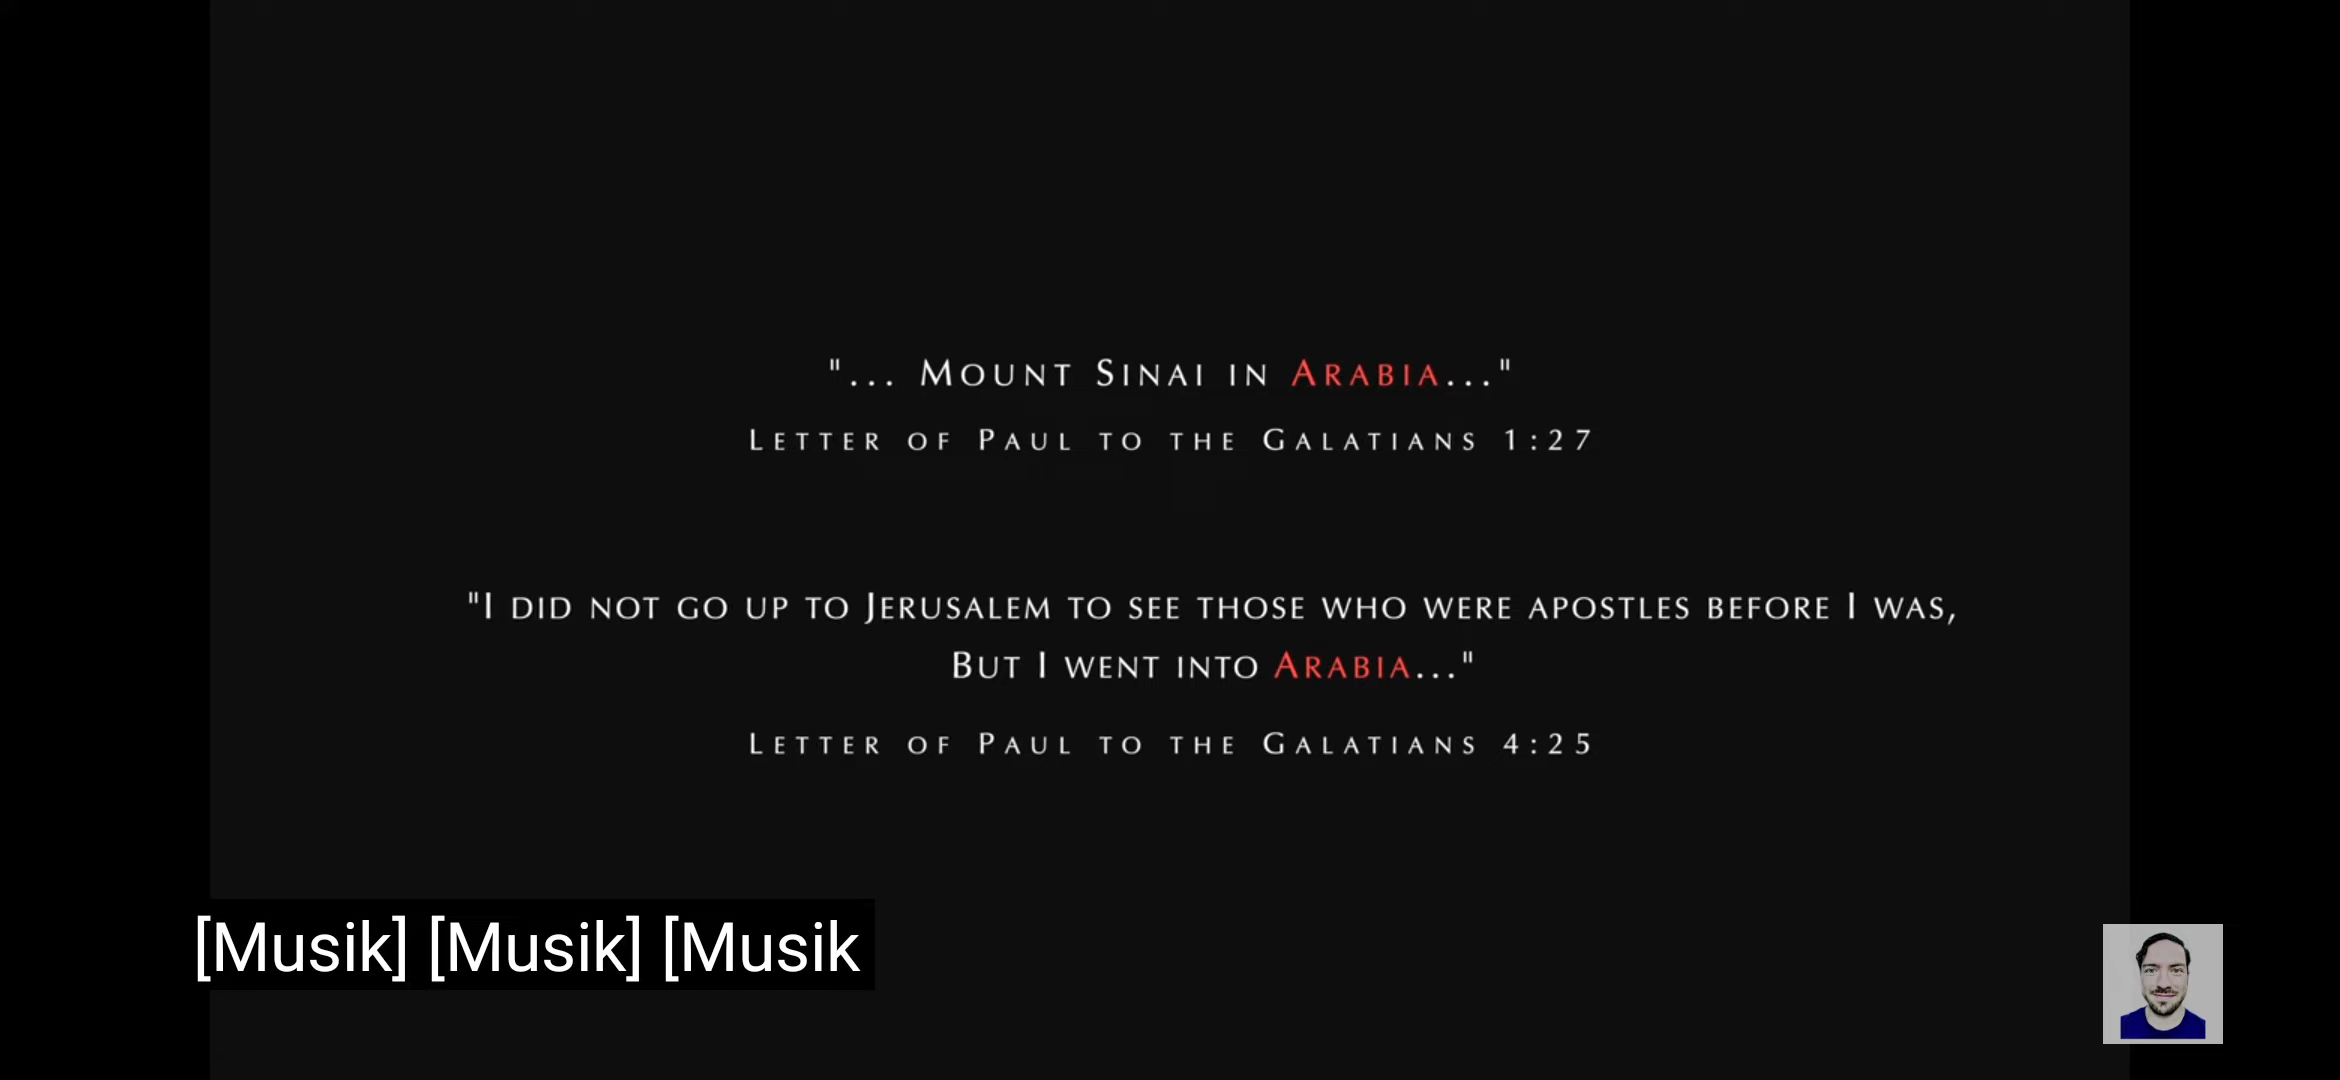 "... Mount Sinai in Arabia..."
Letter of Paul to the Galatians 1:27
"I did not go up to Jerusalem to see those who were apostles before I was,
But I went into Arabia..."
Letter of Paul to the Galatians 4:25
[Musik] [Musik] [Musik